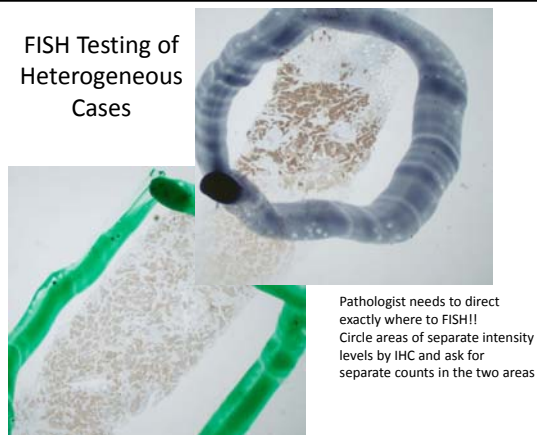 FISH Testing of
Heterogeneous
Cases
Pathologist needs to direct
exactly where to FISH!!
Circle areas of separate intensity
levels by IHC and ask for
separate counts in the two areas